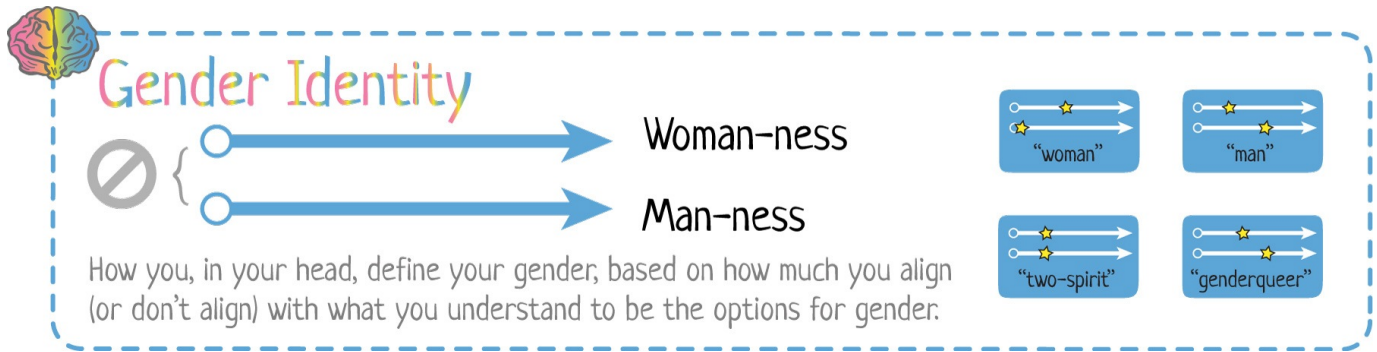 Gender Identity
Woman-ness
Man-ness
How you, in your head, define your gender, based on how much you align
(or don't align) with what you understand to be the options for gender.
"woman"
"man"
"two-spirit"
"genderqueer"